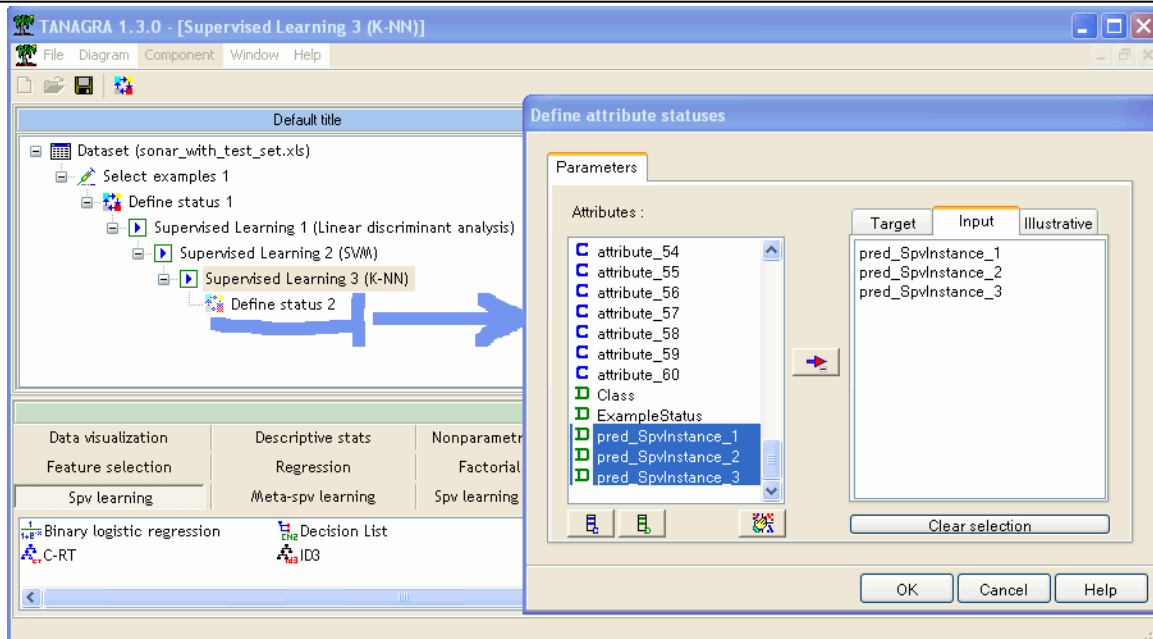 TANAGRA 1.3.0 - [Supervised Learning 3 (K-NN)]
File Diagram Component Window Help
Default title
Dataset (sonar_with_test_set.xls)
Select examples 1
Define status 1
Supervised Learning 1 (Linear discriminant analysis)
Supervised Learning 2 (SVM)
Supervised Learning 3 (K-NN)
Define status 2
Data visualization Descriptive stats Nonparametr
Feature selection Regression Factorial
Spv learning Meta-spv learning Spv learning
Binary logistic regression Decision List
C-RT ID3
Define attribute statuses
Parameters
Attributes :
attribute_54
attribute_55
attribute_56
attribute_57
attribute_58
attribute_59
attribute_60
Class
ExampleStatus
pred_SpvInstance_1
pred_SpvInstance_2
pred_SpvInstance_3
Target Input Illustrative
pred_SpvInstance_1
pred_SpvInstance_2
pred_SpvInstance_3
Clear selection
OK Cancel Help